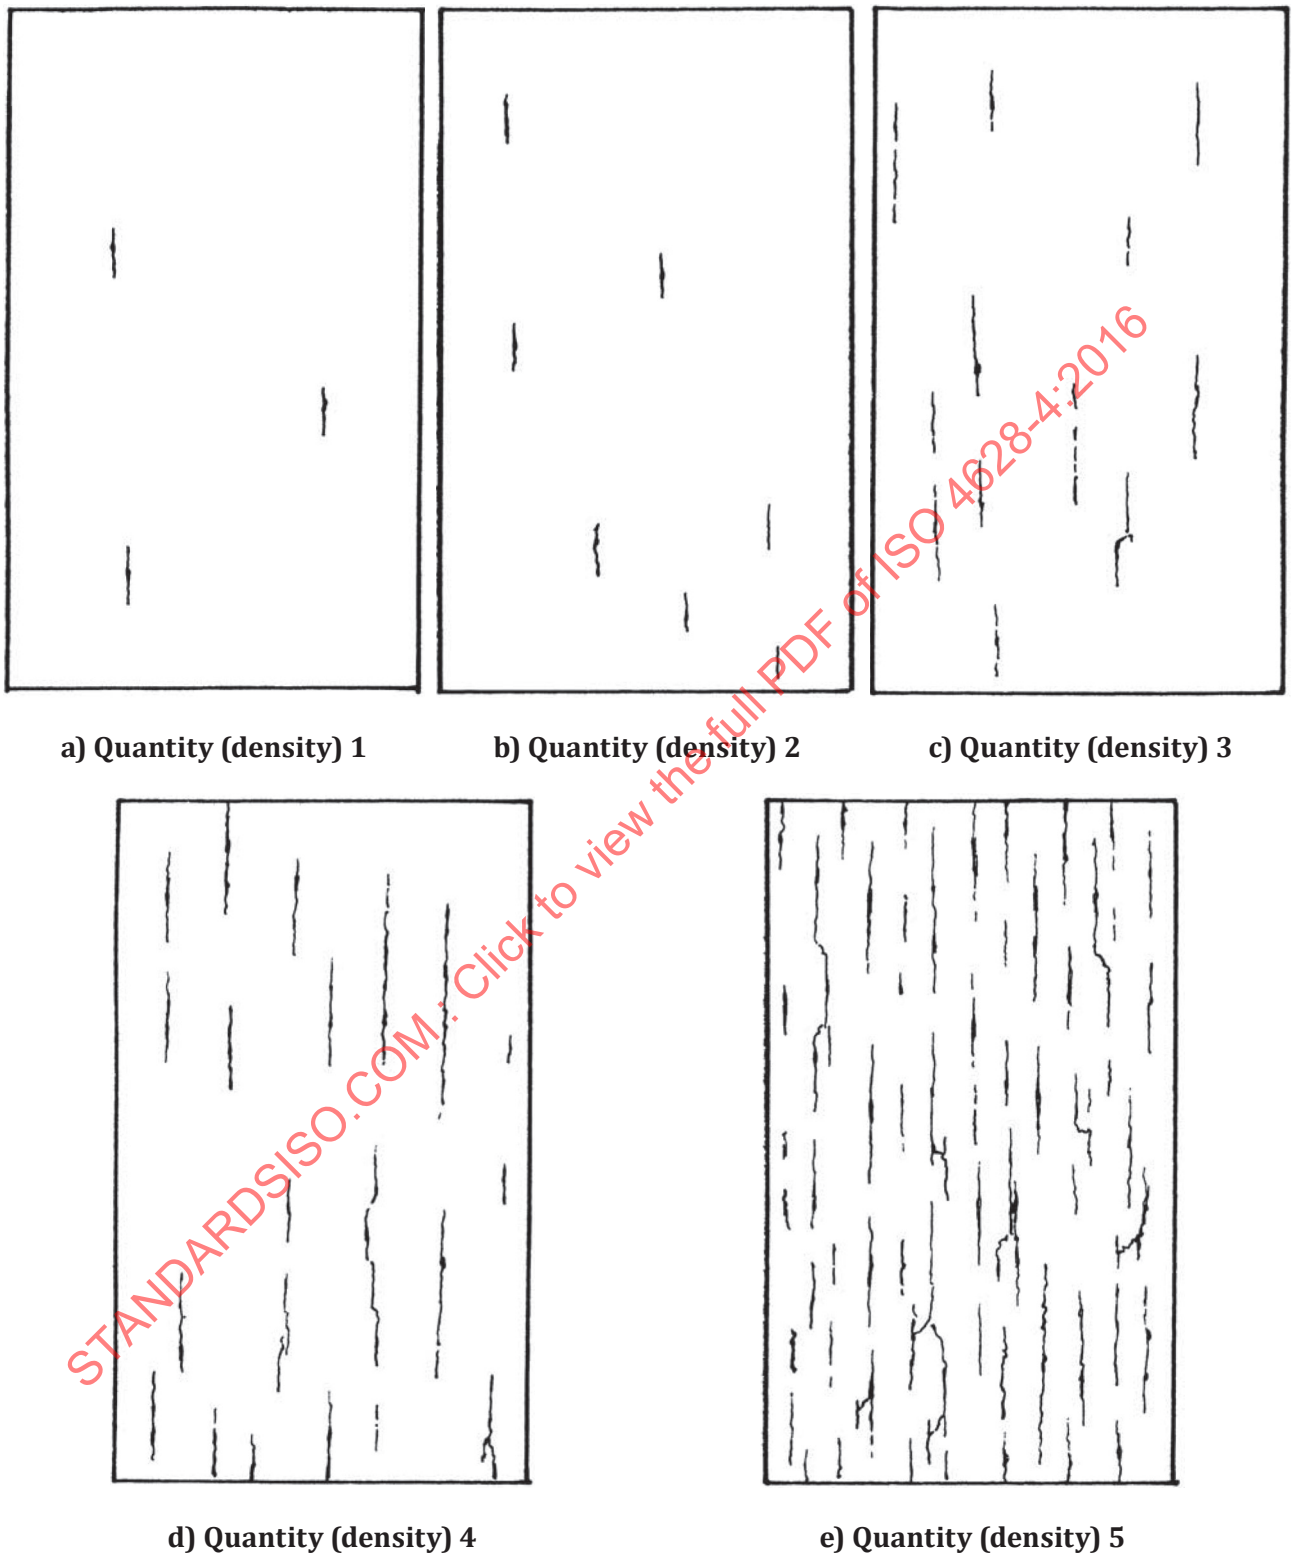 a) Quantity (density) 1
b) Quantity (density) 2
c) Quantity (density) 3
STANDARDSISO.COM : Click to view the full PDF of ISO 4628-4:2016
d) Quantity (density) 4
e) Quantity (density) 5